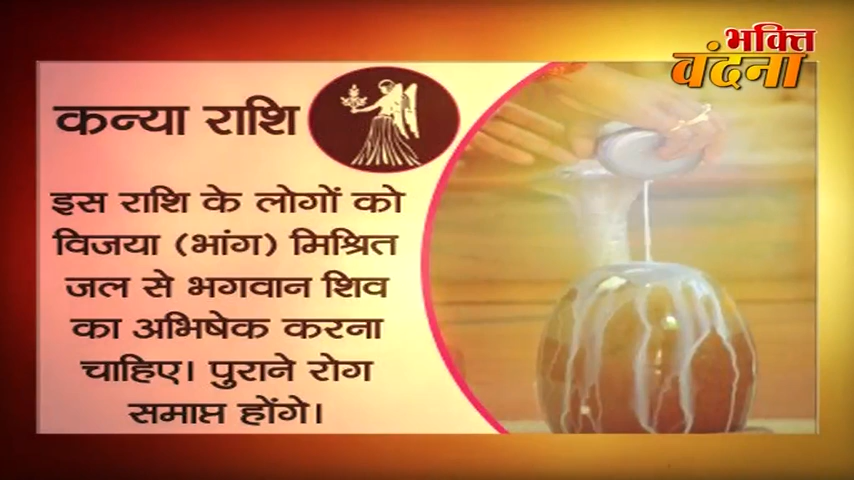 भक्ति
वंदना
कन्या राशि
इस राशि के लोगों को
विजया (भांग) मिश्रित
जल से भगवान शिव
का अभिषेक करना
चाहिए। पुराने रोग
समाप्त होंगे।